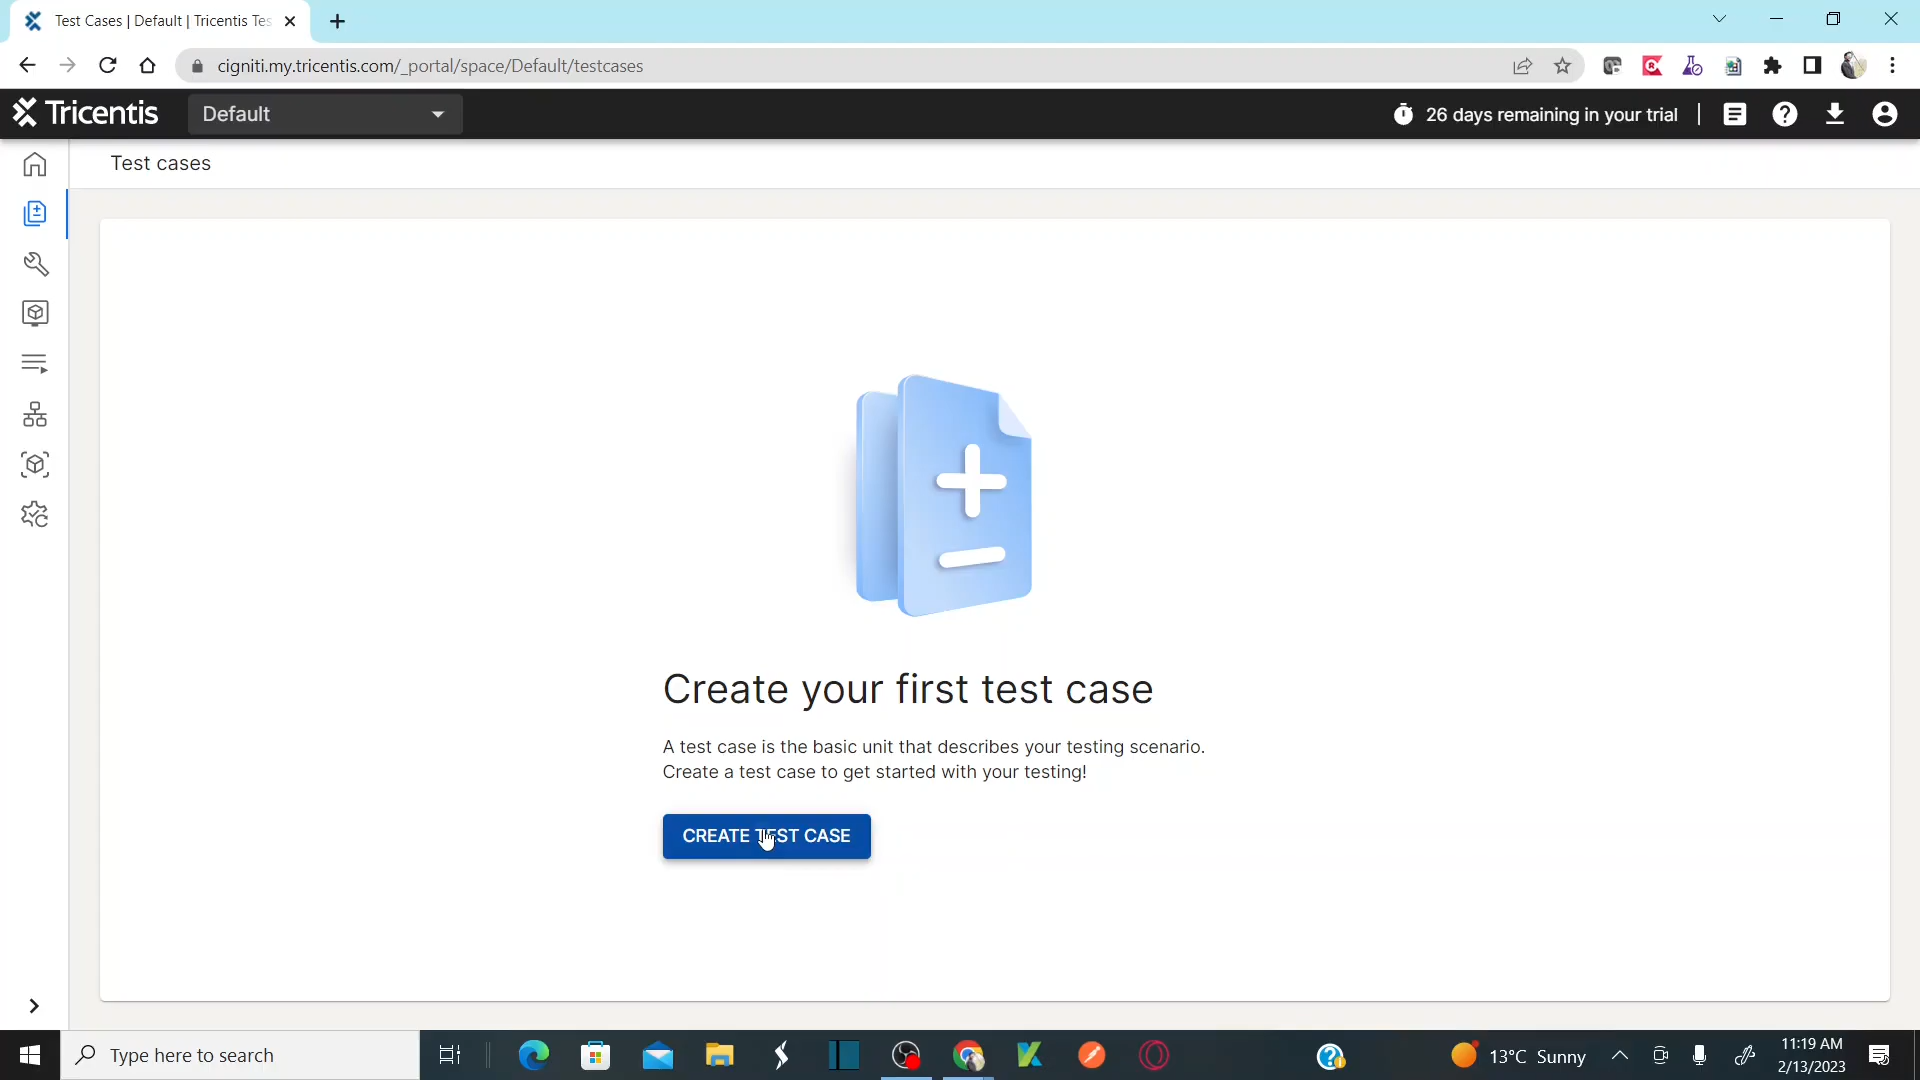 Test Cases | Default | Tricentis Tes
cigniti.my.tricentis.com/_portal/space/Default/testcases
Tricentis
Default
26 days remaining in your trial
Test cases
Create your first test case
A test case is the basic unit that describes your testing scenario.
Create a test case to get started with your testing!
CREATE TEST CASE
Type here to search
13°C Sunny
11:19 AM
2/13/2023